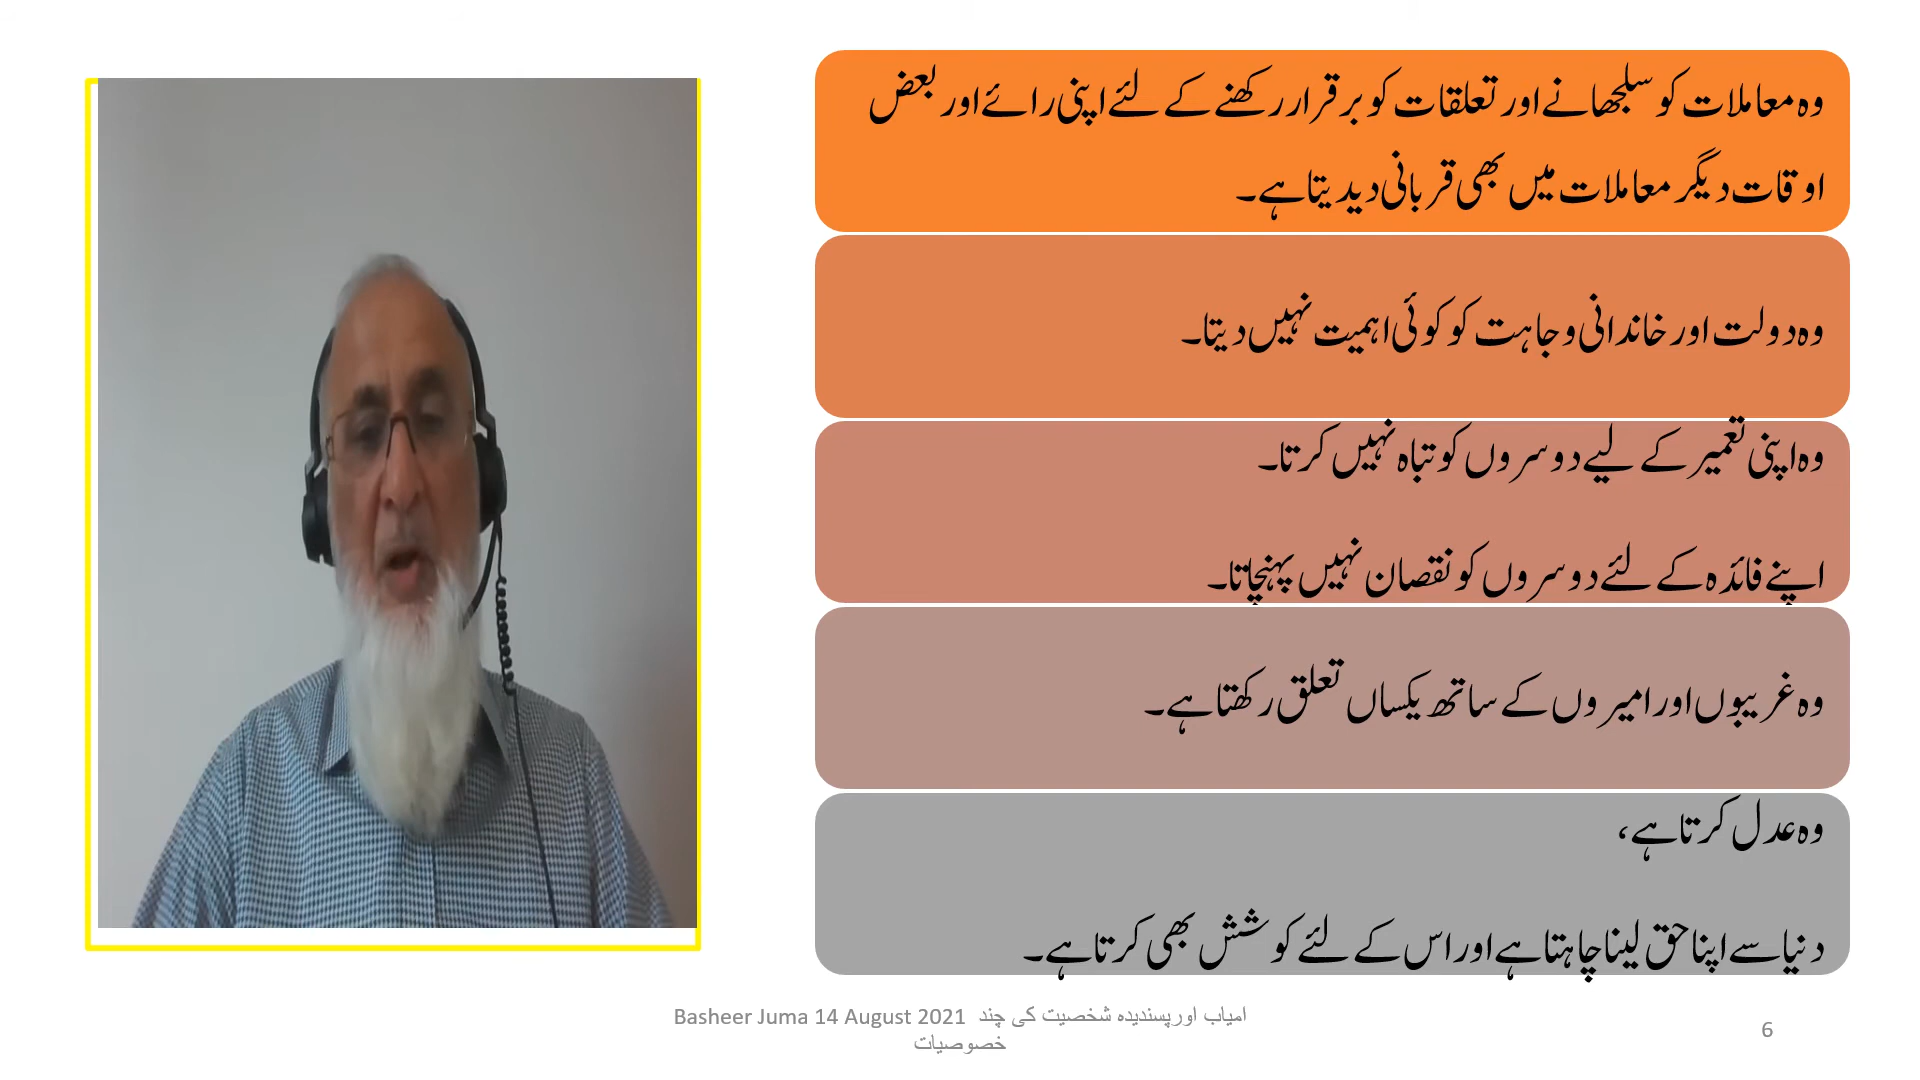 وہ معاملات کو سلجھانے اور تعلقات کو برقرار رکھنے کے لئے اپنی رائے اور بعض
اوقات دیگر معاملات میں بھی قربانی دیدیتا ہے۔
وہ دولت اور خاندانی وجاہت کو کوئی اہمیت نہیں دیتا۔
وہ اپنی تعمیر کے لیے دوسروں کو تباہ نہیں کرتا۔
اپنے فائدہ کے لئے دوسروں کو نقصان نہیں پہنچاتا۔
وہ غریبوں اور امیروں کے ساتھ یکساں تعلق رکھتا ہے۔
وہ عدل کرتا ہے،
دنیا سے اپنا حق لینا چاہتا ہے اور اس کے لئے کوشش بھی کرتا ہے۔
Basheer Juma 14 August 2021 امیاب اورپسندیدہ شخصیت کی چند
خصوصیات
6